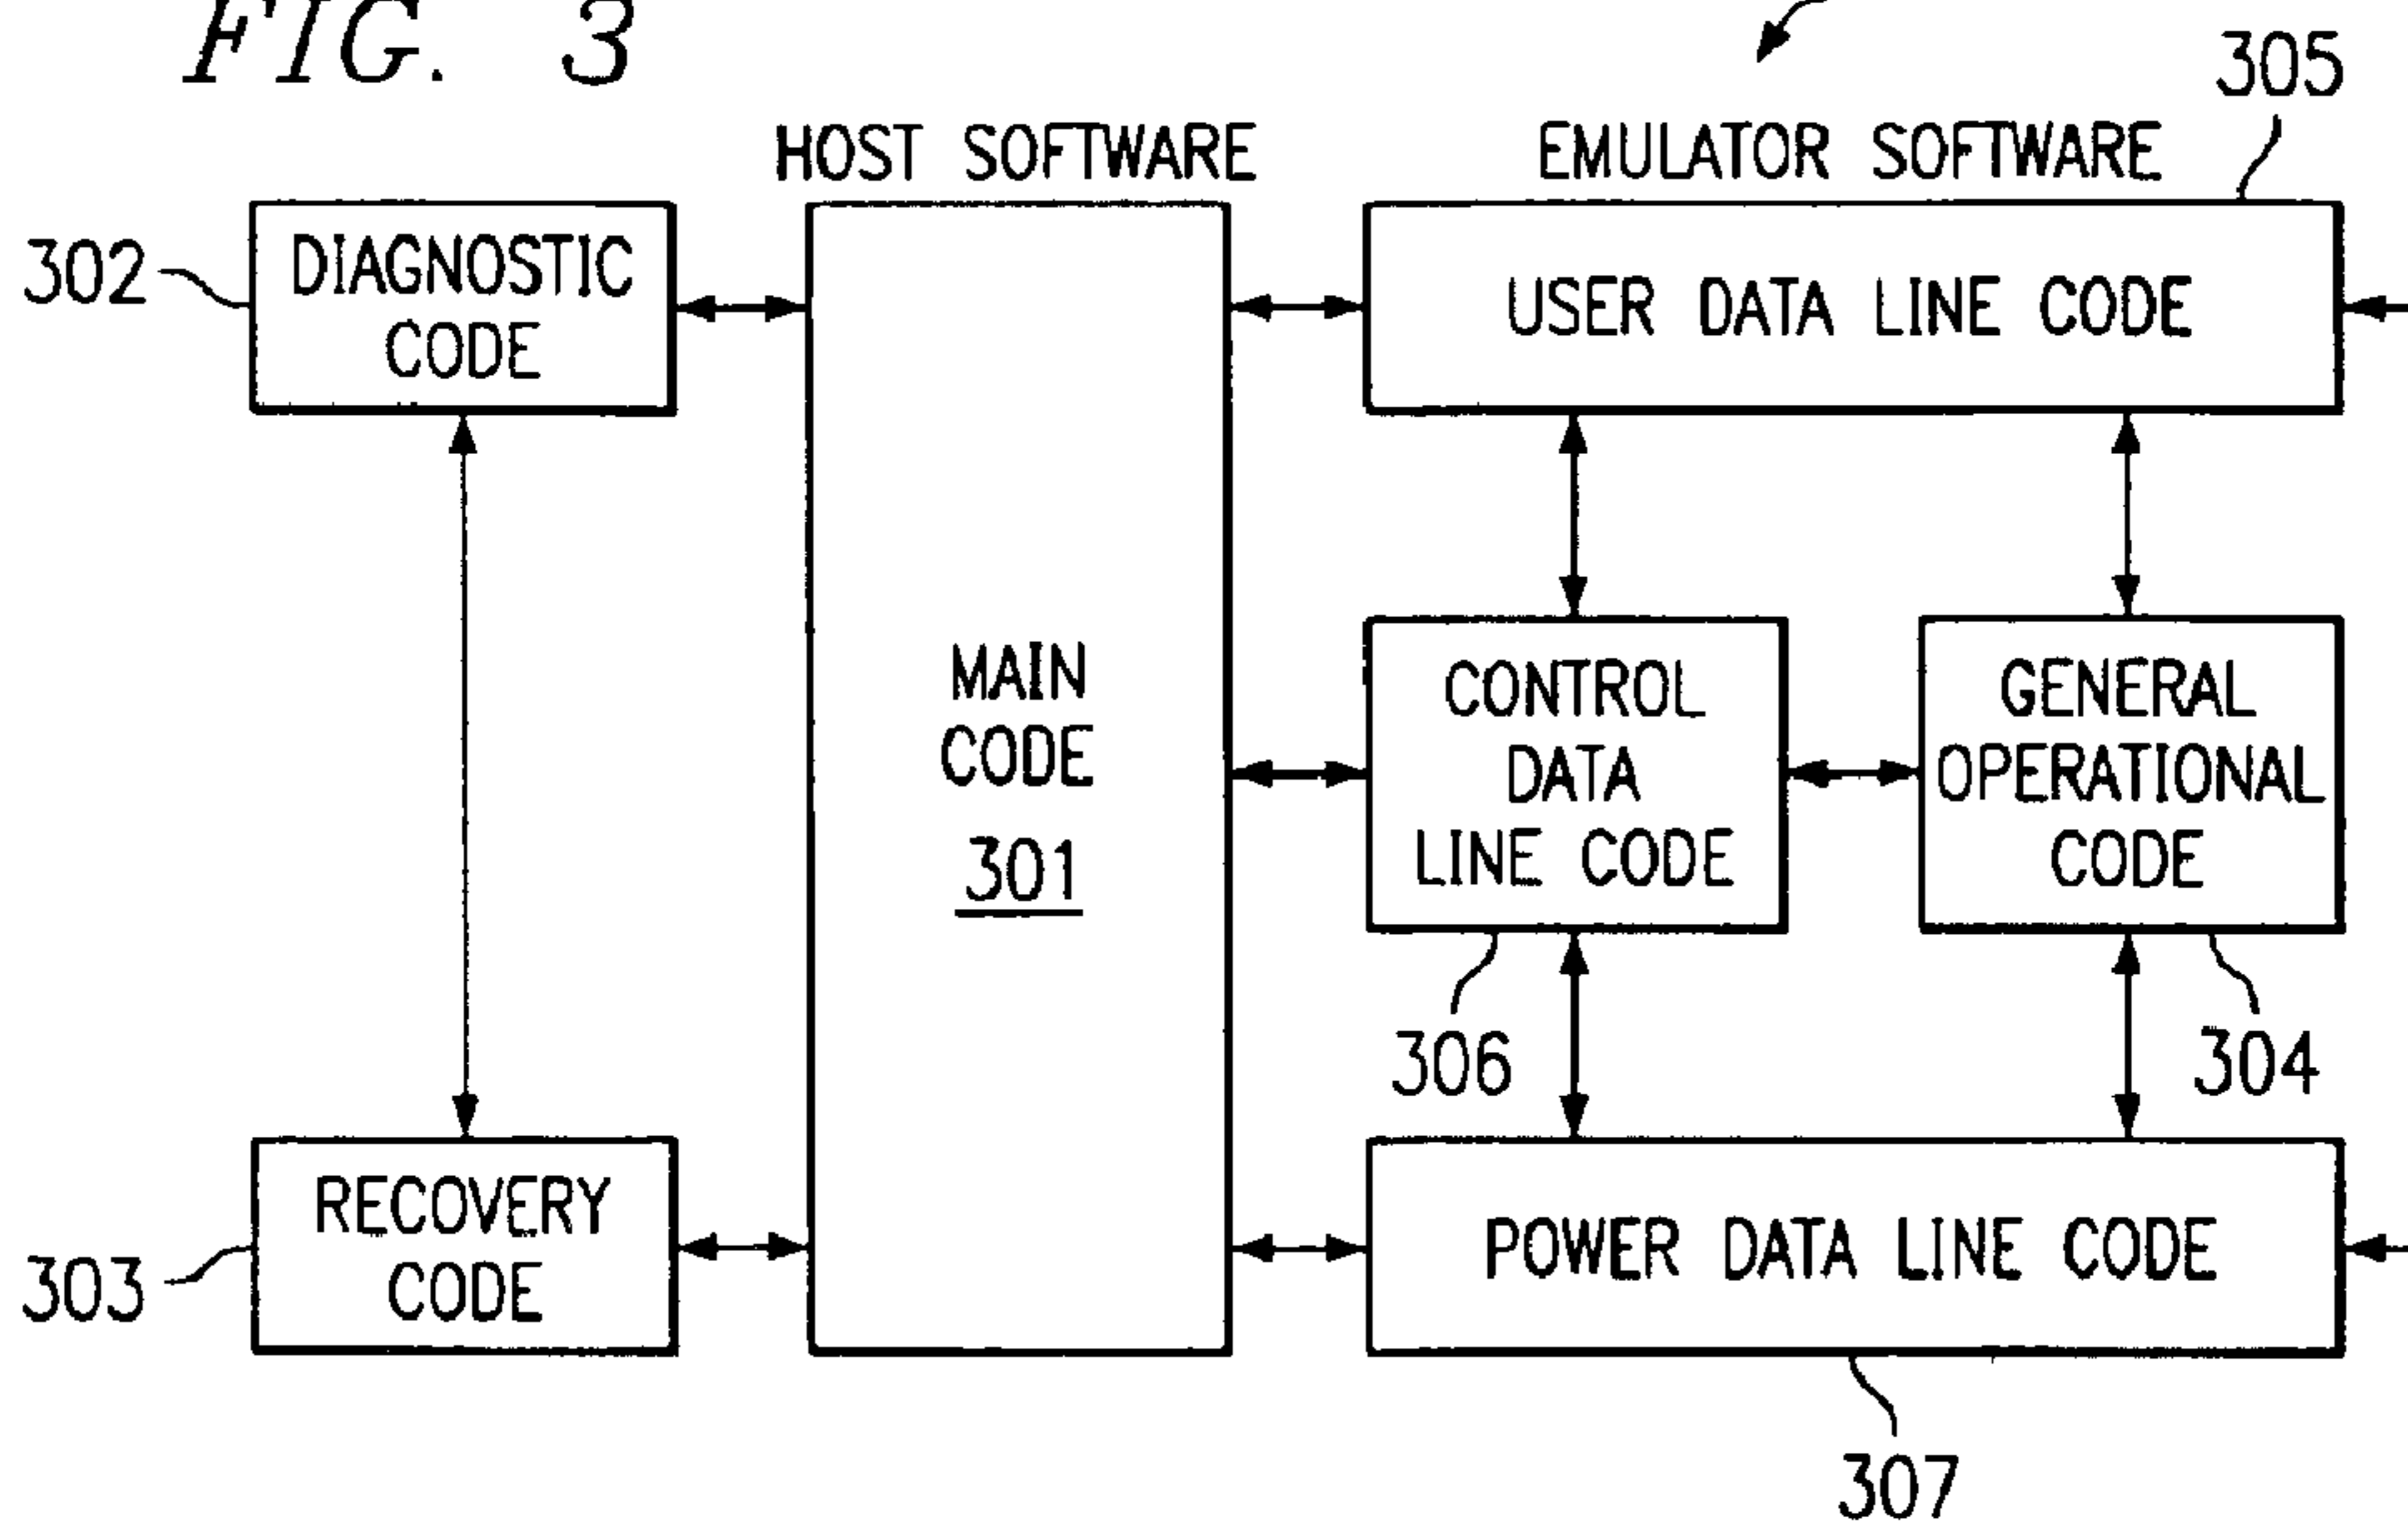 FIG. 3
305
HOST SOFTWARE
EMULATOR SOFTWARE
302
DIAGNOSTIC
CODE
USER DATA LINE CODE
MAIN
CODE
301
CONTROL
DATA
LINE CODE
GENERAL
OPERATIONAL
CODE
306
304
RECOVERY
CODE
303
POWER DATA LINE CODE
307